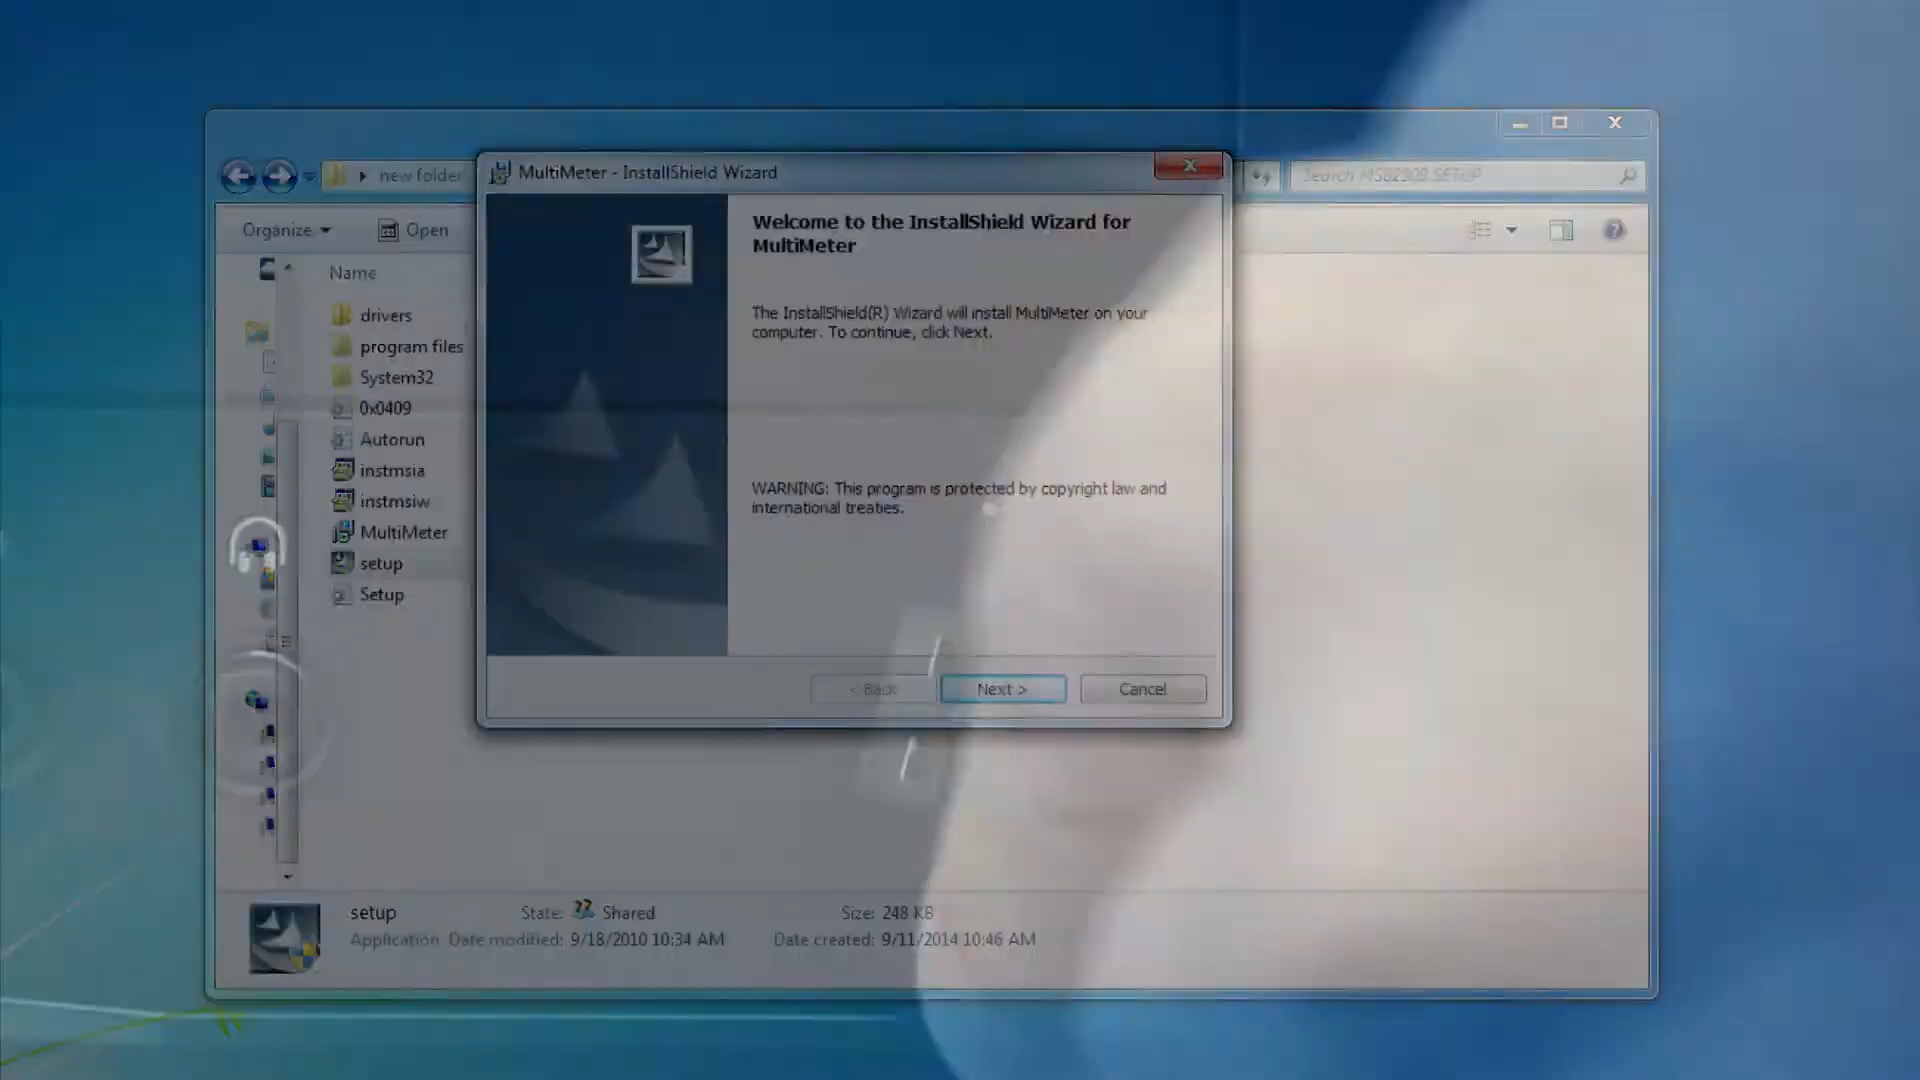 new folder
Search MS8230B SETUP
MultiMeter - InstallShield Wizard
Organize
Open
Welcome to the InstallShield Wizard for
MultiMeter
Name
The InstallShield(R) Wizard will install MultiMeter on your
computer. To continue, click Next.
drivers
program files
System32
0x0409
Autorun
instmsia
WARNING: This program is protected by copyright law and
international treaties.
instmsiw
MultiMeter
setup
Setup
< Back
Next >
Cancel
setup
State: Shared
Size: 248 KB
Application
Date modified: 9/18/2010 10:34 AM
Date created: 9/11/2014 10:46 AM